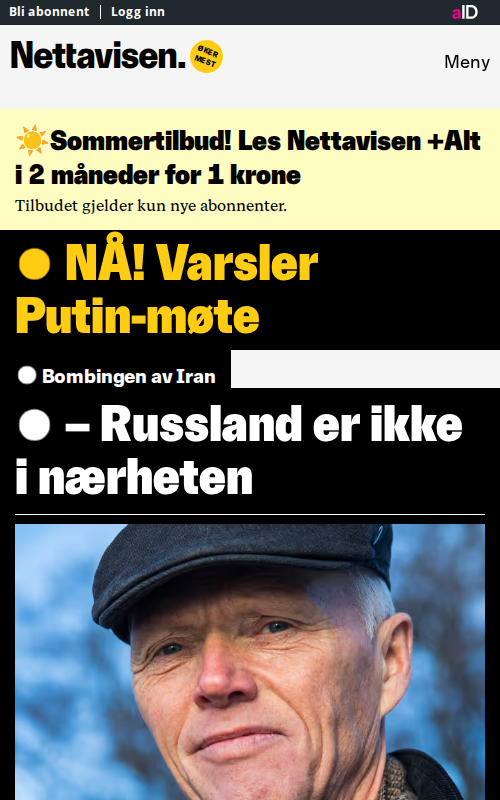 Bli abonnent | Logg inn
aID
Nettavisen.
ØKER
MEST
Meny
☀️Sommertilbud! Les Nettavisen +Alt
i 2 måneder for 1 krone
Tilbudet gjelder kun nye abonnenter.
NÅ! Varsler
Putin-møte
Bombingen av Iran
– Russland er ikke
i nærheten